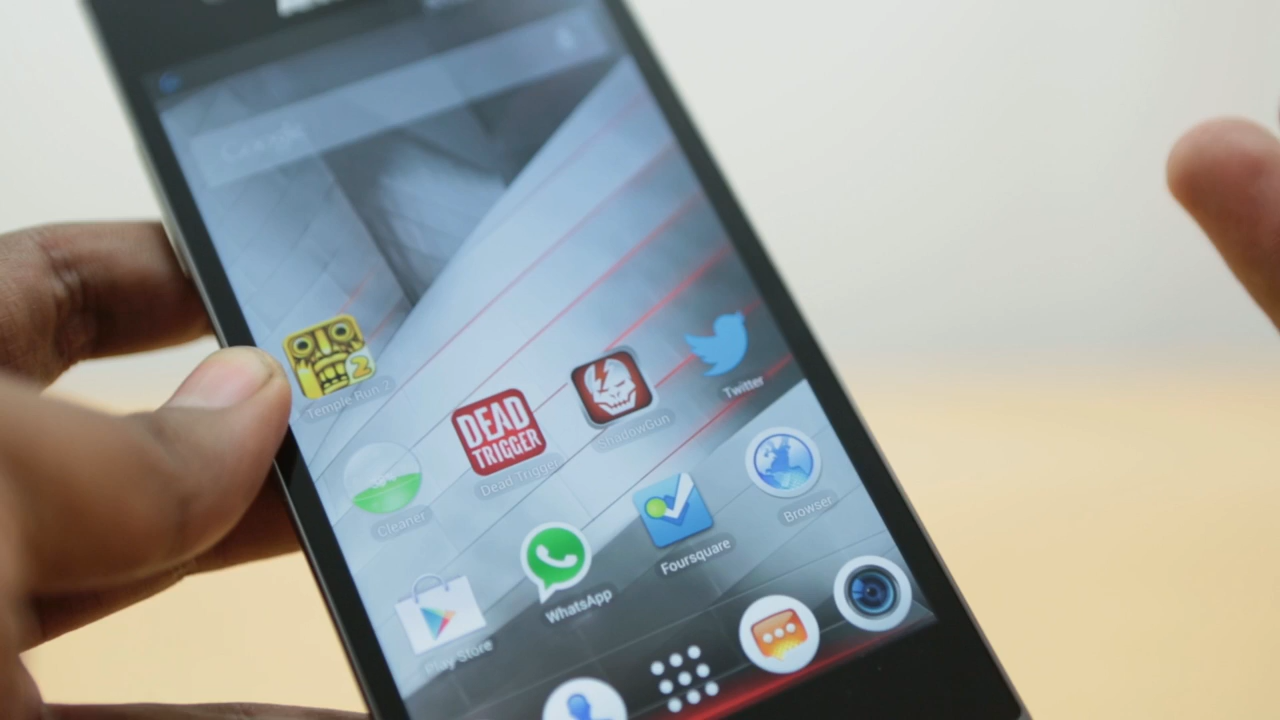 Google
Temple Run 2
DEAD
TRIGGER
Dead Trigger
ShadowGun
Twitter
Cleaner
WhatsApp
Foursquare
Browser
Play Store